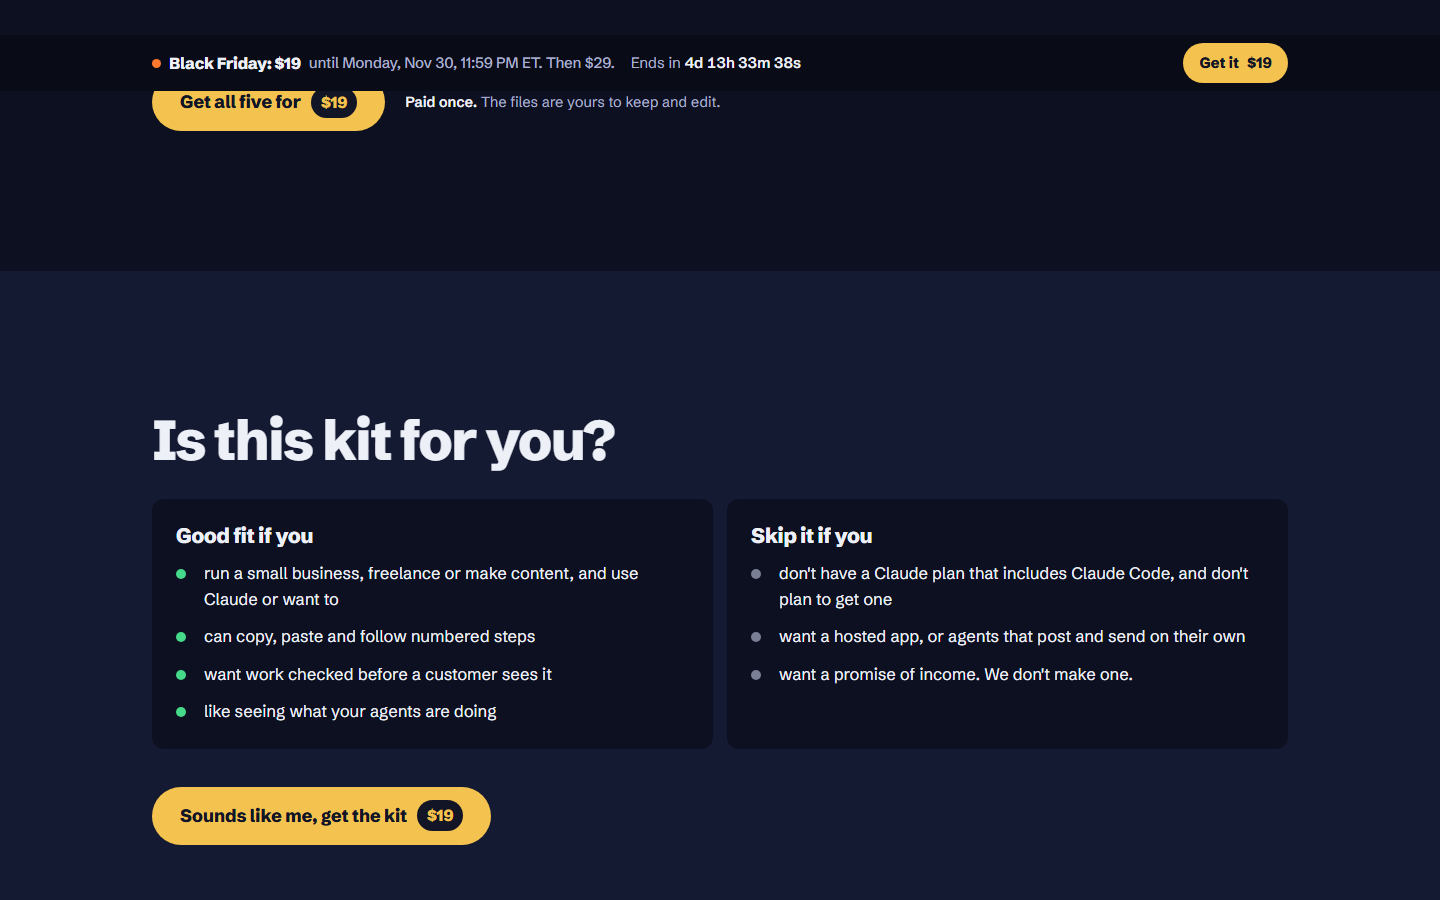 Black Friday: $19 until Monday, Nov 30, 11:59 PM ET. Then $29. Ends in 4d 13h 33m 38s
Get it $19
Get all five for $19
Paid once. The files are yours to keep and edit.
Is this kit for you?
Good fit if you
run a small business, freelance or make content, and use
Claude or want to
can copy, paste and follow numbered steps
want work checked before a customer sees it
like seeing what your agents are doing
Skip it if you
don't have a Claude plan that includes Claude Code, and don't
plan to get one
want a hosted app, or agents that post and send on their own
want a promise of income. We don't make one.
Sounds like me, get the kit $19